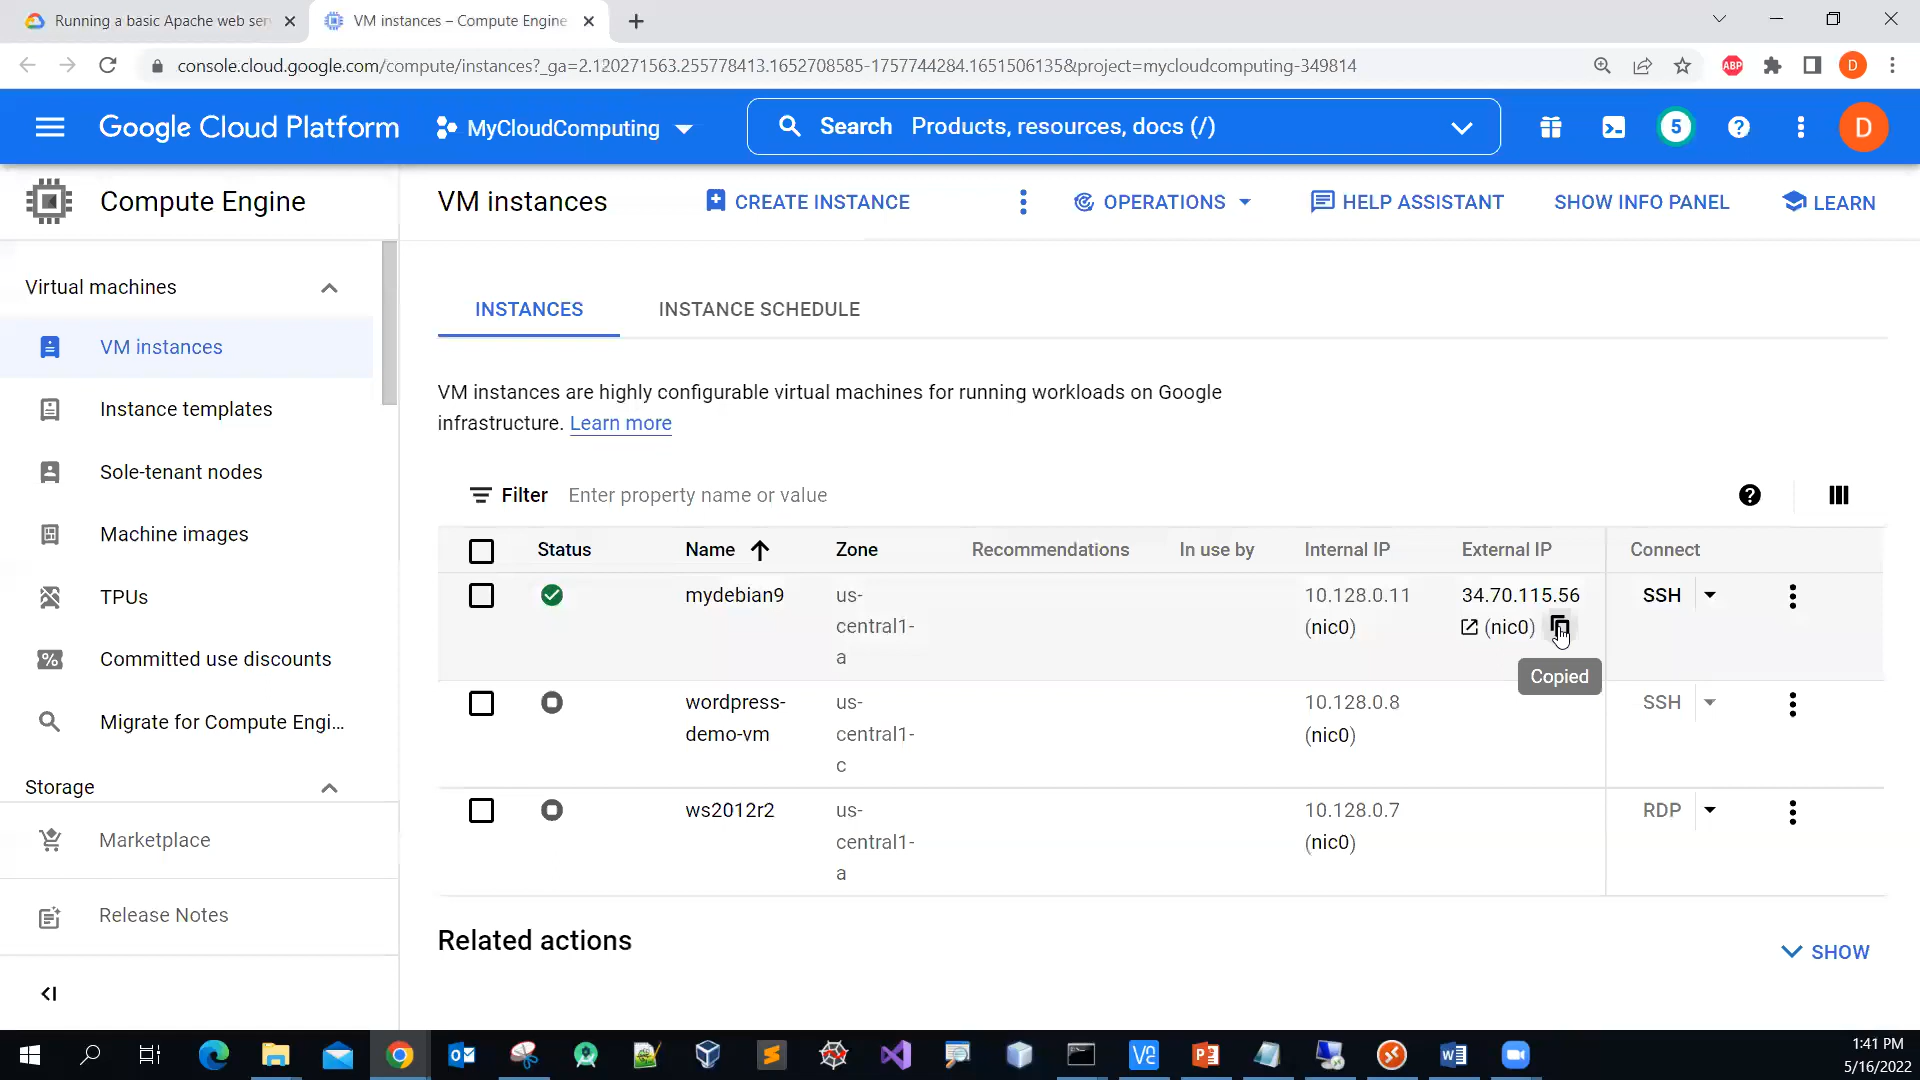 Running a basic Apache web ser
VM instances – Compute Engine
console.cloud.google.com/compute/instances?_ga=2.120271563.255778413.1652708585-1757744284.1651506135&project=mycloudcomputing-349814
ABP
D
Google Cloud Platform
MyCloudComputing
Search Products, resources, docs (/)
5
D
Compute Engine
VM instances
CREATE INSTANCE
OPERATIONS
HELP ASSISTANT
SHOW INFO PANEL
LEARN
Virtual machines
VM instances
Instance templates
Sole-tenant nodes
Machine images
TPUs
Committed use discounts
Migrate for Compute Engi...
Storage
Marketplace
Release Notes
INSTANCES INSTANCE SCHEDULE
VM instances are highly configurable virtual machines for running workloads on Google
infrastructure. Learn more
Filter Enter property name or value
Status Name Zone Recommendations In use by Internal IP External IP Connect
mydebian9 us- 10.128.0.11 34.70.115.56 SSH
central1- (nic0) (nic0)
a
Copied
wordpress- us- 10.128.0.8 SSH
demo-vm central1- (nic0)
c
ws2012r2 us- 10.128.0.7 RDP
central1- (nic0)
a
Related actions
SHOW
1:41 PM
5/16/2022